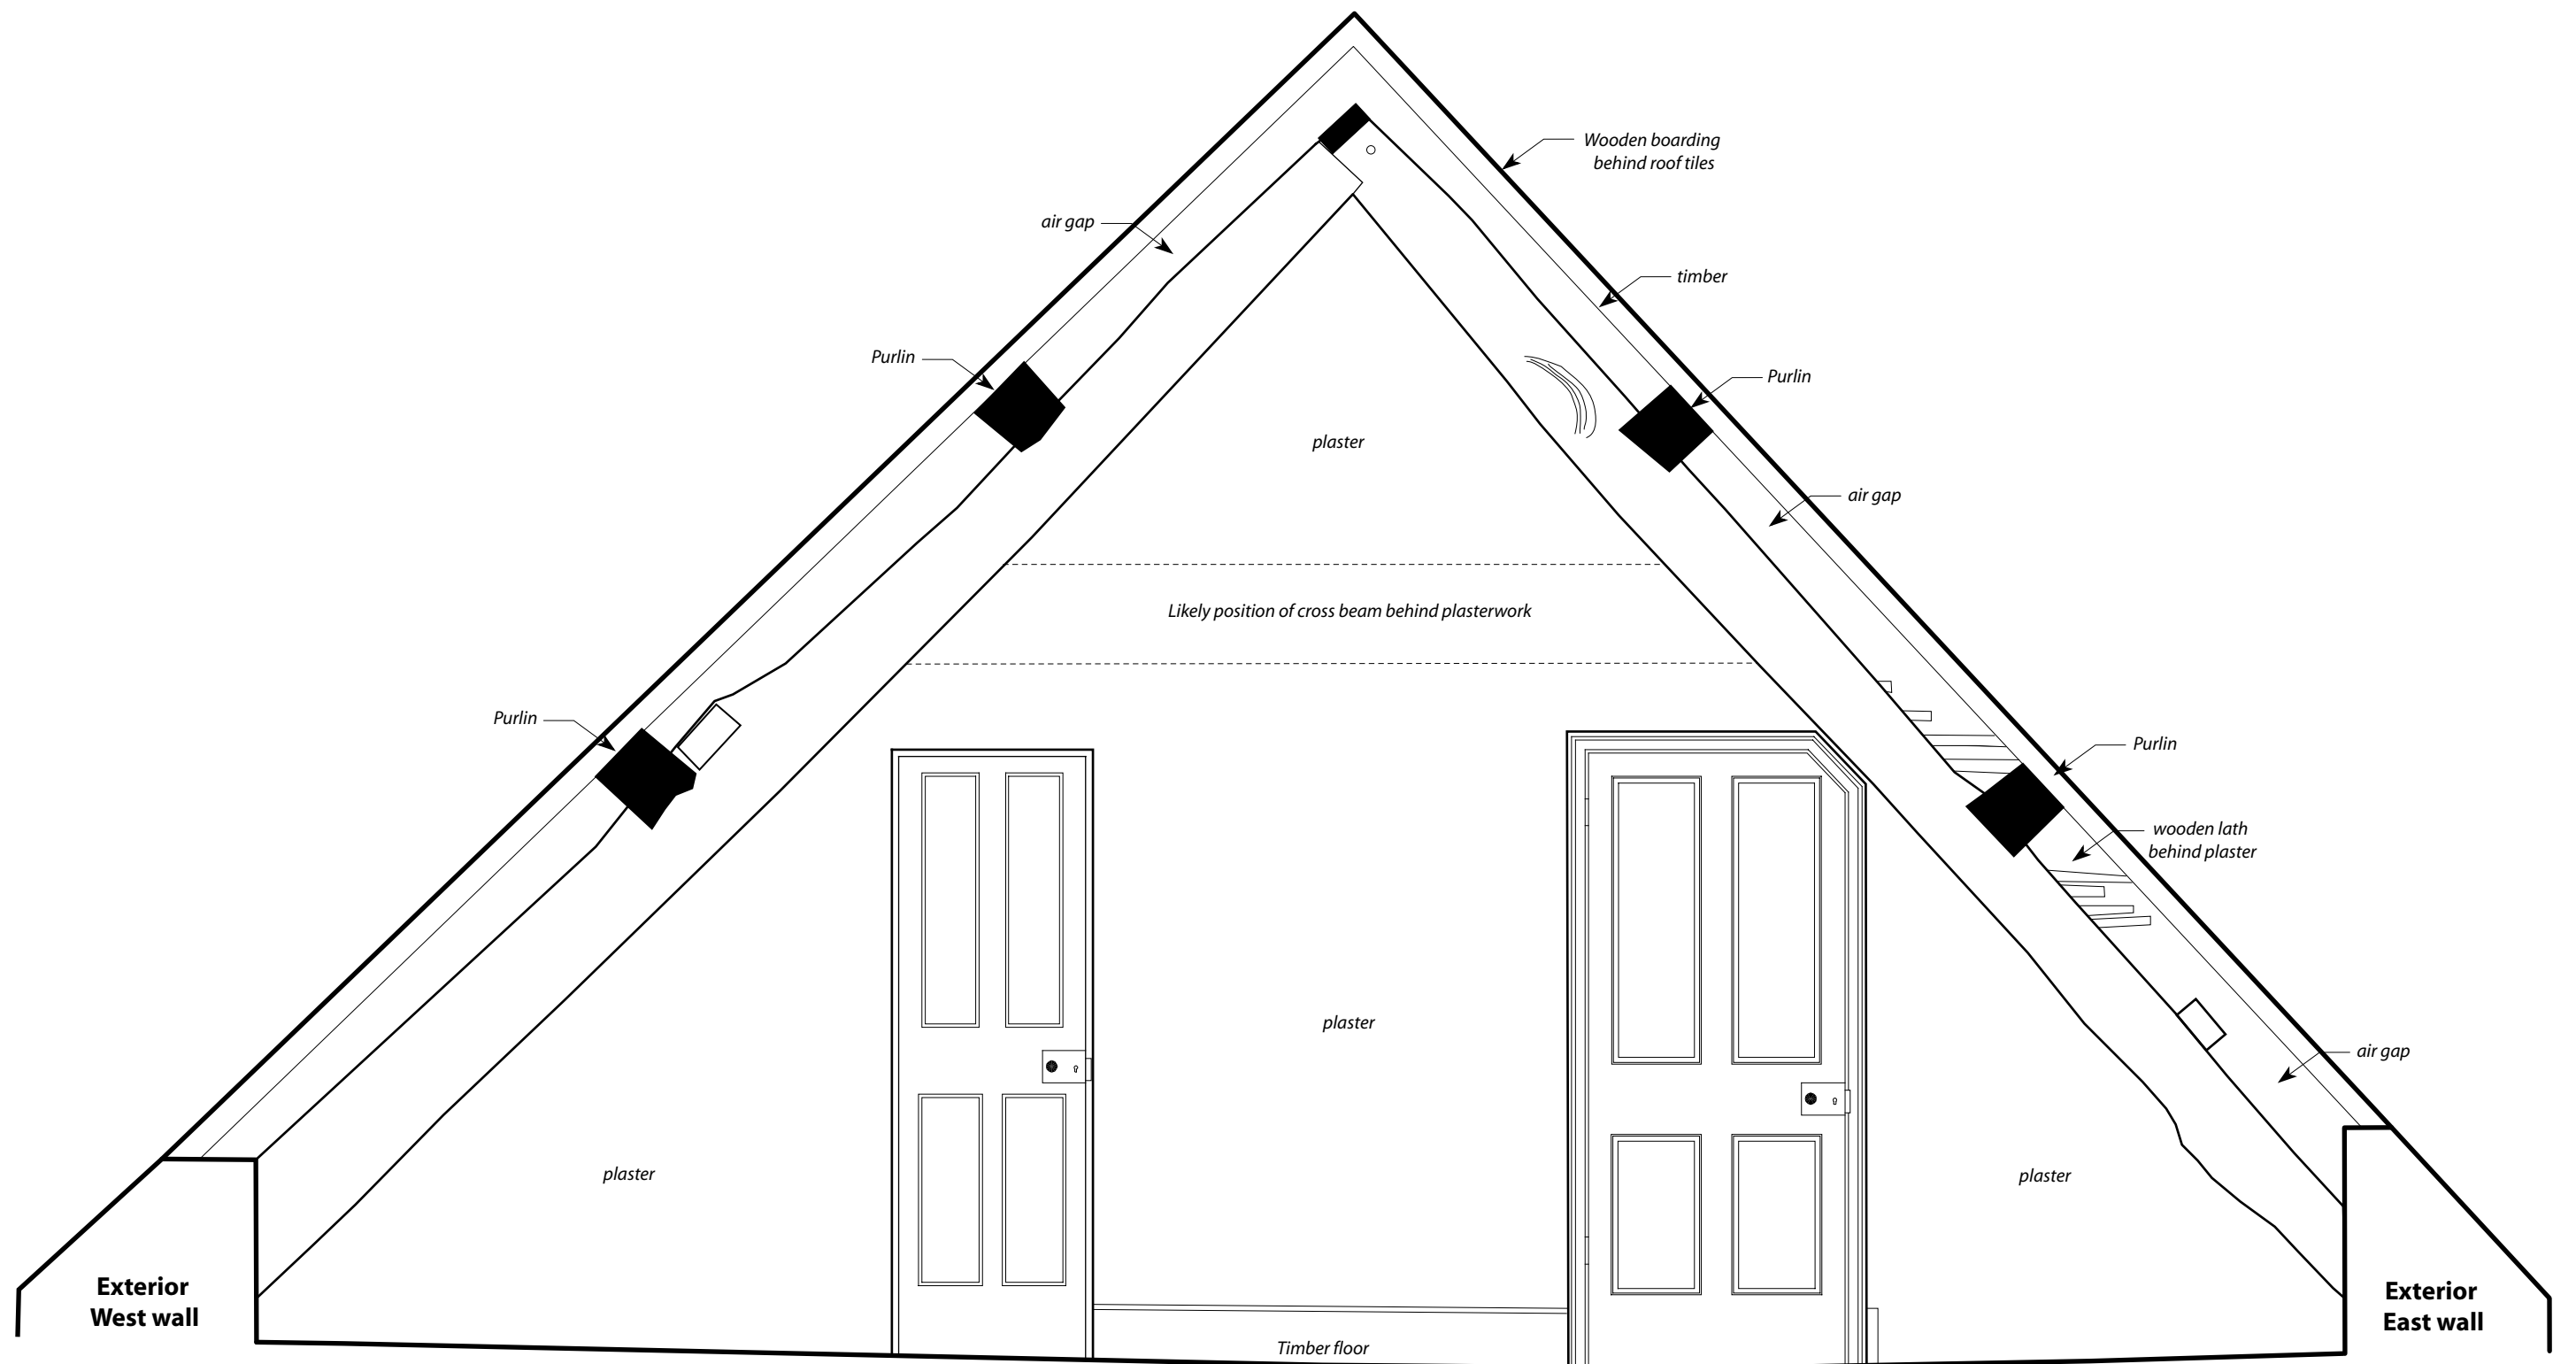 Wooden boarding
behind roof tiles
air gap
timber
Purlin
Purlin
plaster
air gap
Likely position of cross beam behind plasterwork
Purlin
Purlin
wooden lath
behind plaster
plaster
air gap
plaster
plaster
Exterior
West wall
Exterior
East wall
Timber floor